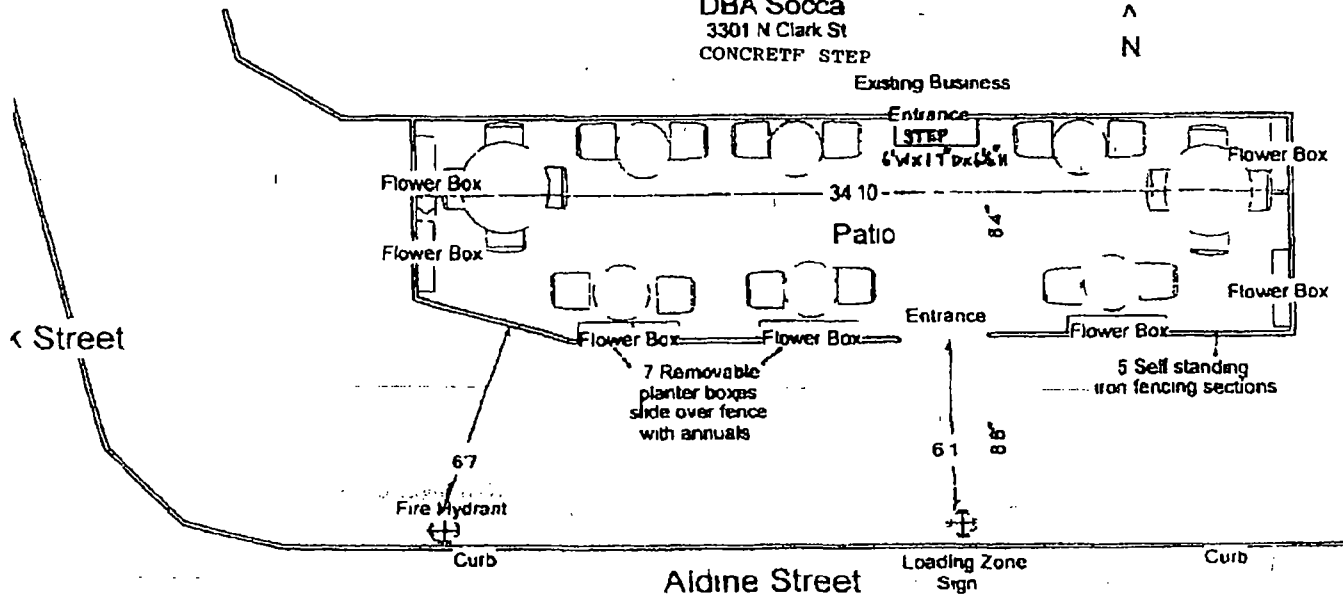 DBA Socca
3301 N Clark St
CONCRETF STEP
^
N
Existing Business
Entrance
STEP
Flower Box
Flower Box
34 10
Patio
Flower Box
Flower Box
Entrance
Street
Flower Box
Flower Box
Flower Box
7 Removable
planter boxes
slide over fence
with annuals
5 Self standing
iron fencing sections
67
61
Fire Hydrant
Curb
Aldine Street
Loading Zone
Sign
Curb